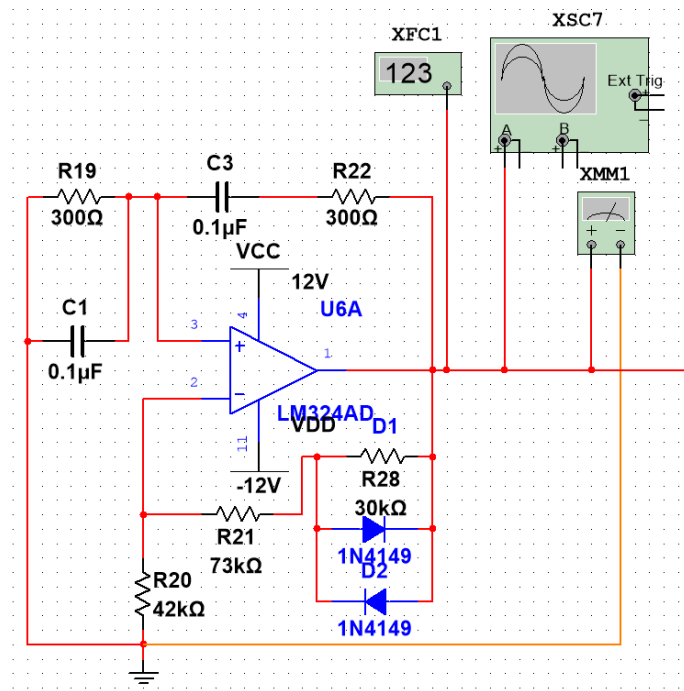 XSC7
XFC1
123
Ext Trig
+
−
A
B
+
−
+
−
XMM1
+
−
R19
300Ω
C3
0.1µF
R22
300Ω
VCC
12V
C1
0.1µF
4
U6A
3
+
1
2
−
LM324AD
11
VDD
-12V
D1
R28
30kΩ
R21
73kΩ
1N4149
D2
1N4149
R20
42kΩ